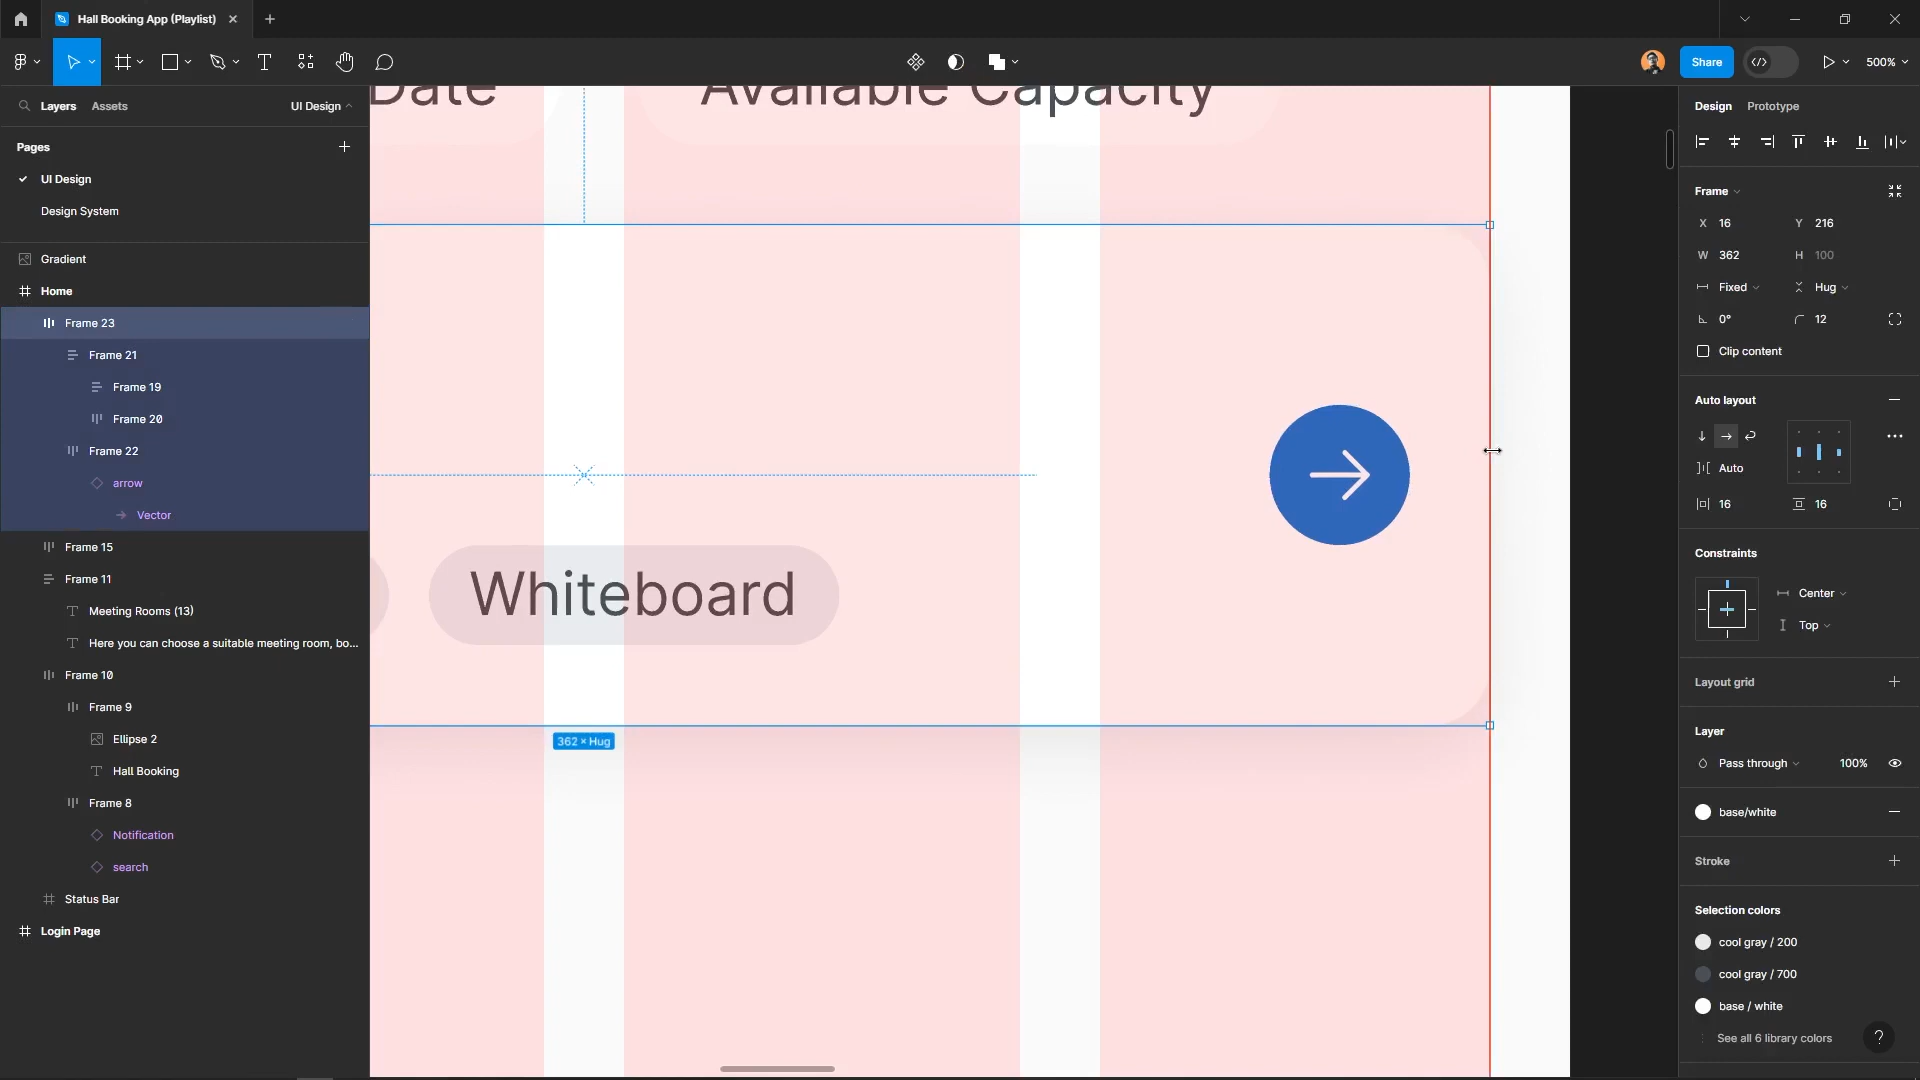 Hall Booking App (Playlist)
Share
500%
Layers
Assets
UI Design
Pages
UI Design
Design System
Gradient
Home
Frame 23
Frame 21
Frame 19
Frame 20
Frame 22
arrow
Vector
Frame 15
Frame 11
Meeting Rooms (13)
Here you can choose a suitable meeting room, bo...
Frame 10
Frame 9
Ellipse 2
Hall Booking
Frame 8
Notification
search
Status Bar
Login Page
Date
Available Capacity
Whiteboard
362 × Hug
Design
Prototype
Frame
X 16
Y 216
W 362
H 100
Fixed
Hug
0°
12
Clip content
Auto layout
Auto
16
16
Constraints
Center
Top
Layout grid
Layer
Pass through
100%
base/white
Stroke
Selection colors
cool gray / 200
cool gray / 700
base / white
See all 6 library colors
?